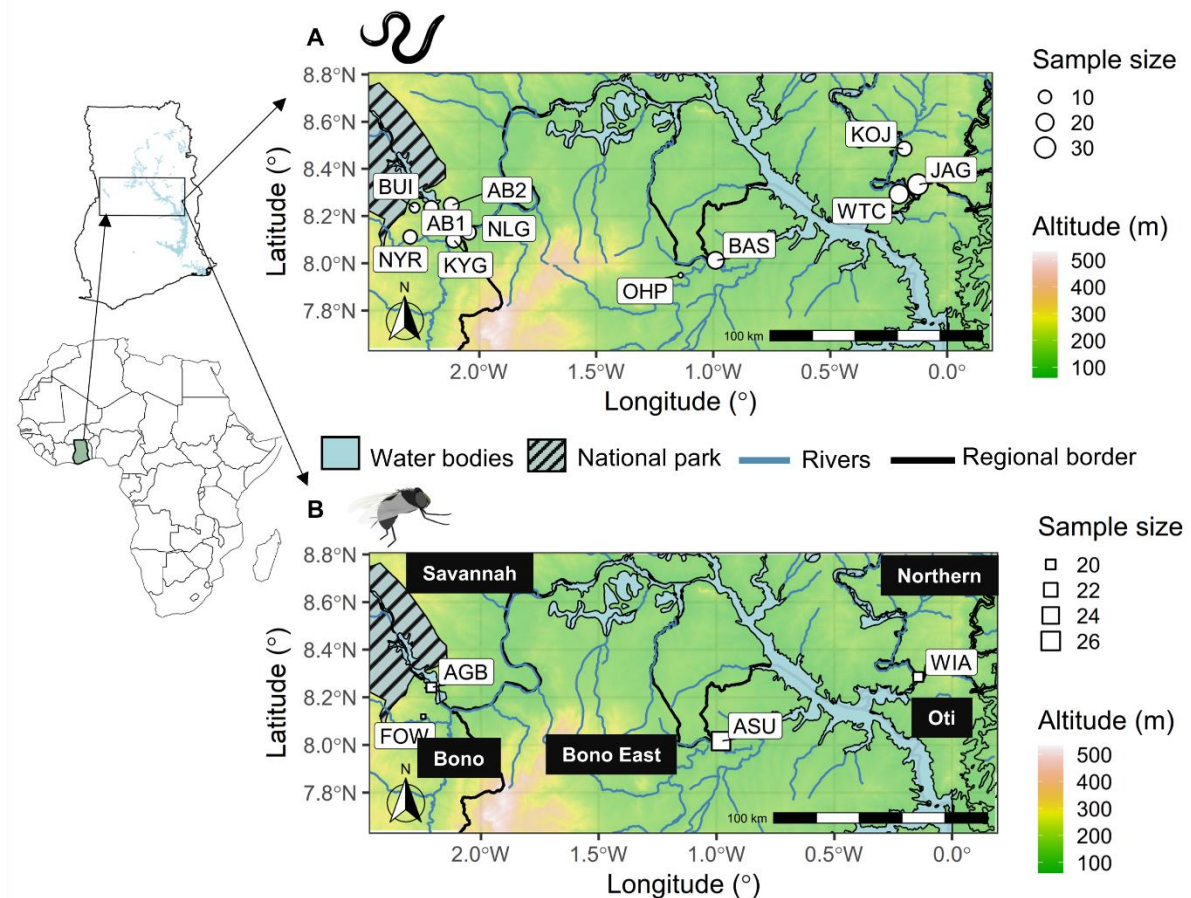 A
8.8°N
8.6°N
8.4°N
8.2°N
8.0°N
7.8°N
Latitude (°)
BUI
AB2
AB1
NLG
NYR
KYG
KOJ
JAG
WTC
BAS
OHP
N
100 km
2.0°W
1.5°W
1.0°W
0.5°W
0.0°
Longitude (°)
Sample size
10
20
30
Altitude (m)
500
400
300
200
100
Water bodies
National park
Rivers
Regional border
B
8.8°N
8.6°N
8.4°N
8.2°N
8.0°N
7.8°N
Latitude (°)
Savannah
Northern
AGB
WIA
FOW
ASU
Oti
Bono
Bono East
N
100 km
2.0°W
1.5°W
1.0°W
0.5°W
0.0°
Longitude (°)
Sample size
20
22
24
26
Altitude (m)
500
400
300
200
100